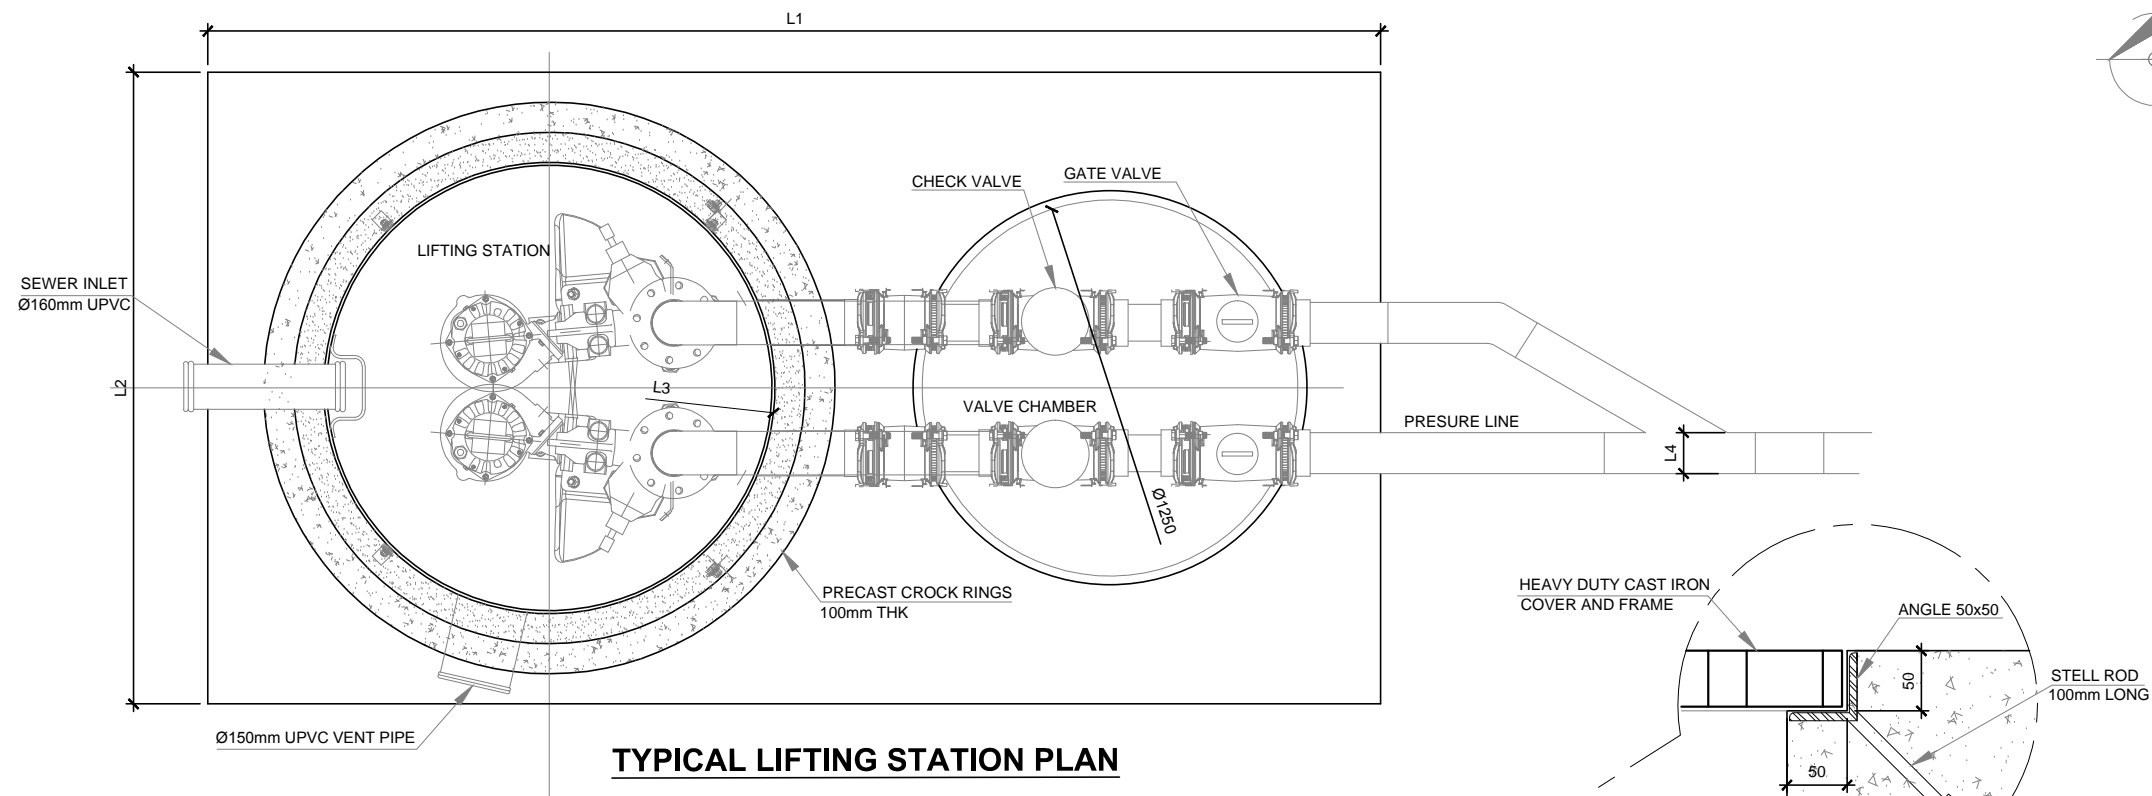 L1
CHECK VALVE
GATE VALVE
LIFTING STATION
SEWER INLET
Ø160mm UPVC
L2
L3
VALVE CHAMBER
PRESURE LINE
L4
Ø1250
PRECAST CROCK RINGS
100mm THK
HEAVY DUTY CAST IRON
COVER AND FRAME
ANGLE 50x50
50
STELL ROD
100mm LONG
Ø150mm UPVC VENT PIPE
TYPICAL LIFTING STATION PLAN
50